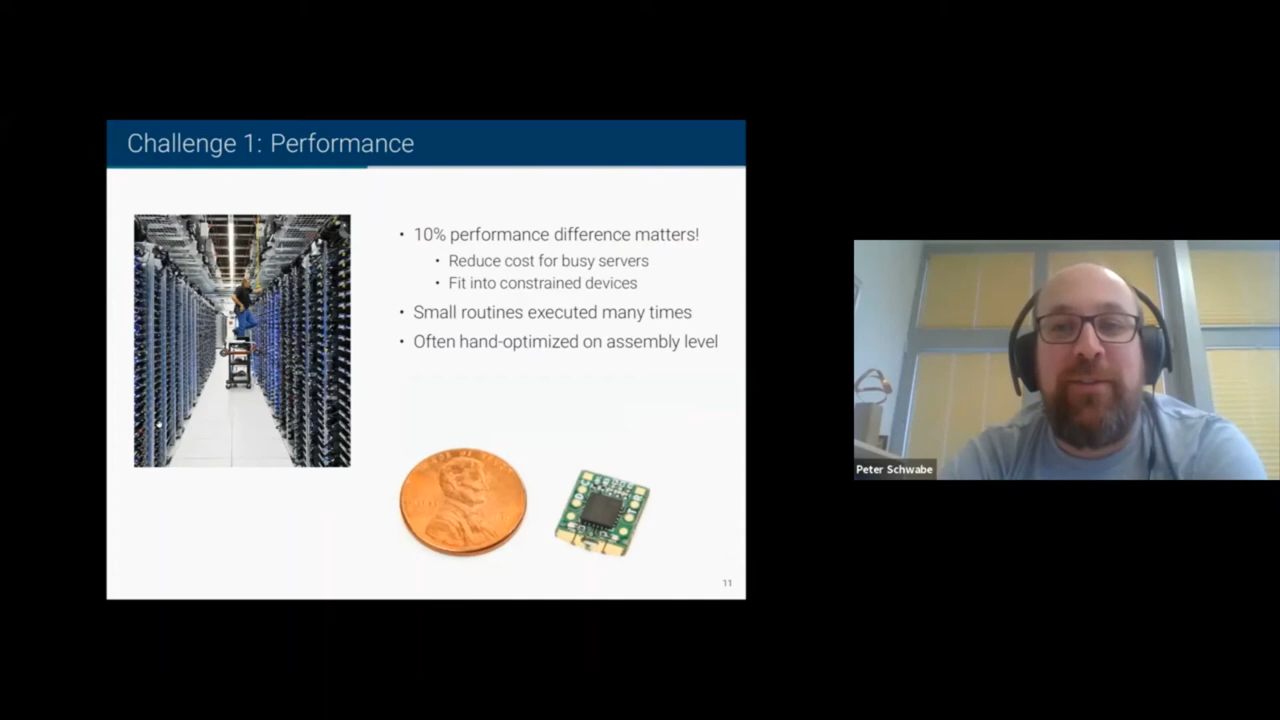 Challenge 1: Performance
• 10% performance difference matters!
• Reduce cost for busy servers
• Fit into constrained devices
• Small routines executed many times
• Often hand-optimized on assembly level
11
Peter Schwabe